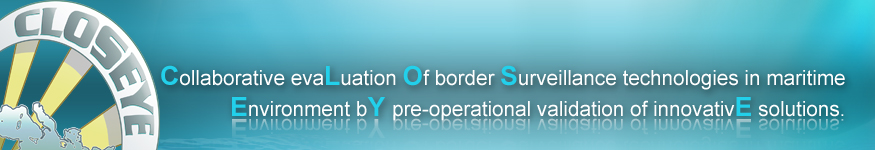 CLOSEYE
Collaborative evaLuation Of border Surveillance technologies in maritime
Environment bY pre-operational validation of innovativE solutions.